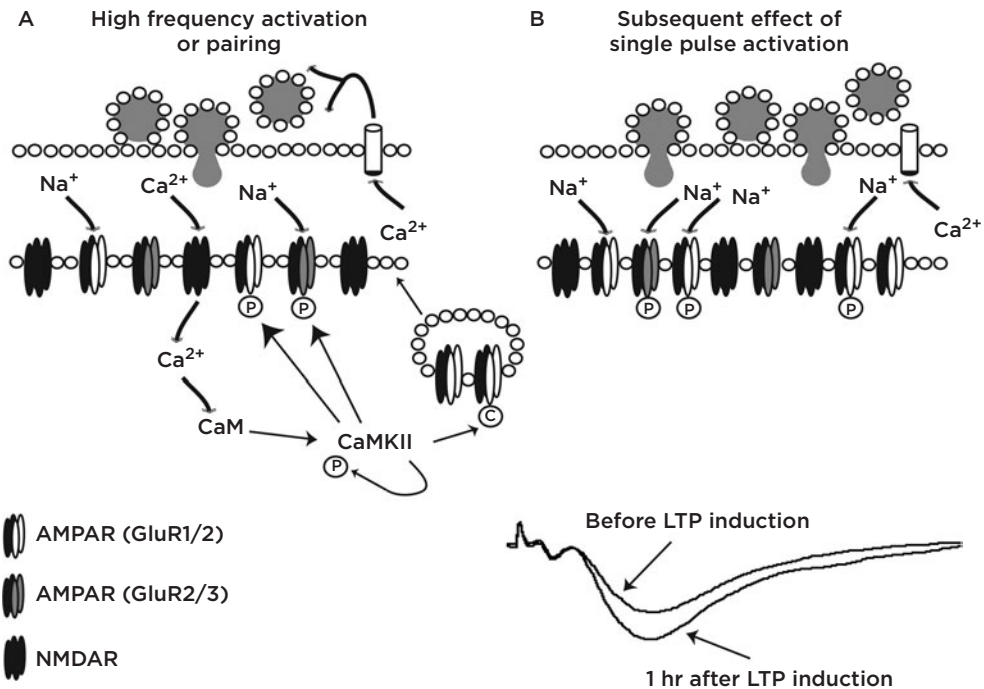 A
High frequency activation
or pairing
B
Subsequent effect of
single pulse activation
Na+
Ca2+
Na+
Ca2+
P
P
Ca2+
CaM
CaMKII
P
C
Na+
Na+
Na+
Na+
Ca2+
P
P
P
AMPAR (GluR1/2)
AMPAR (GluR2/3)
NMDAR
Before LTP induction
1 hr after LTP induction